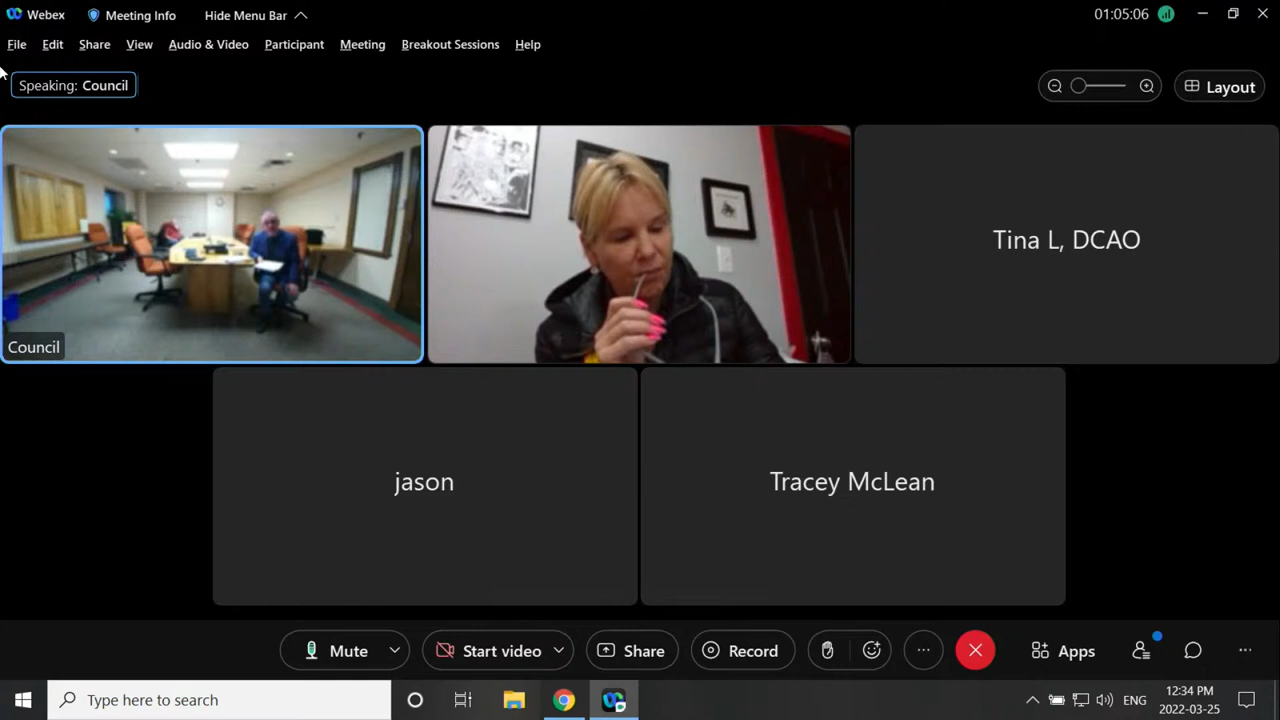 Webex Meeting Info Hide Menu Bar 01:05:06
File Edit Share View Audio & Video Participant Meeting Breakout Sessions Help
Speaking: Council Layout
Council
Tina L, DCAO
jason
Tracey McLean
Mute Start video Share Record Apps
Type here to search ENG 12:34 PM
2022-03-25